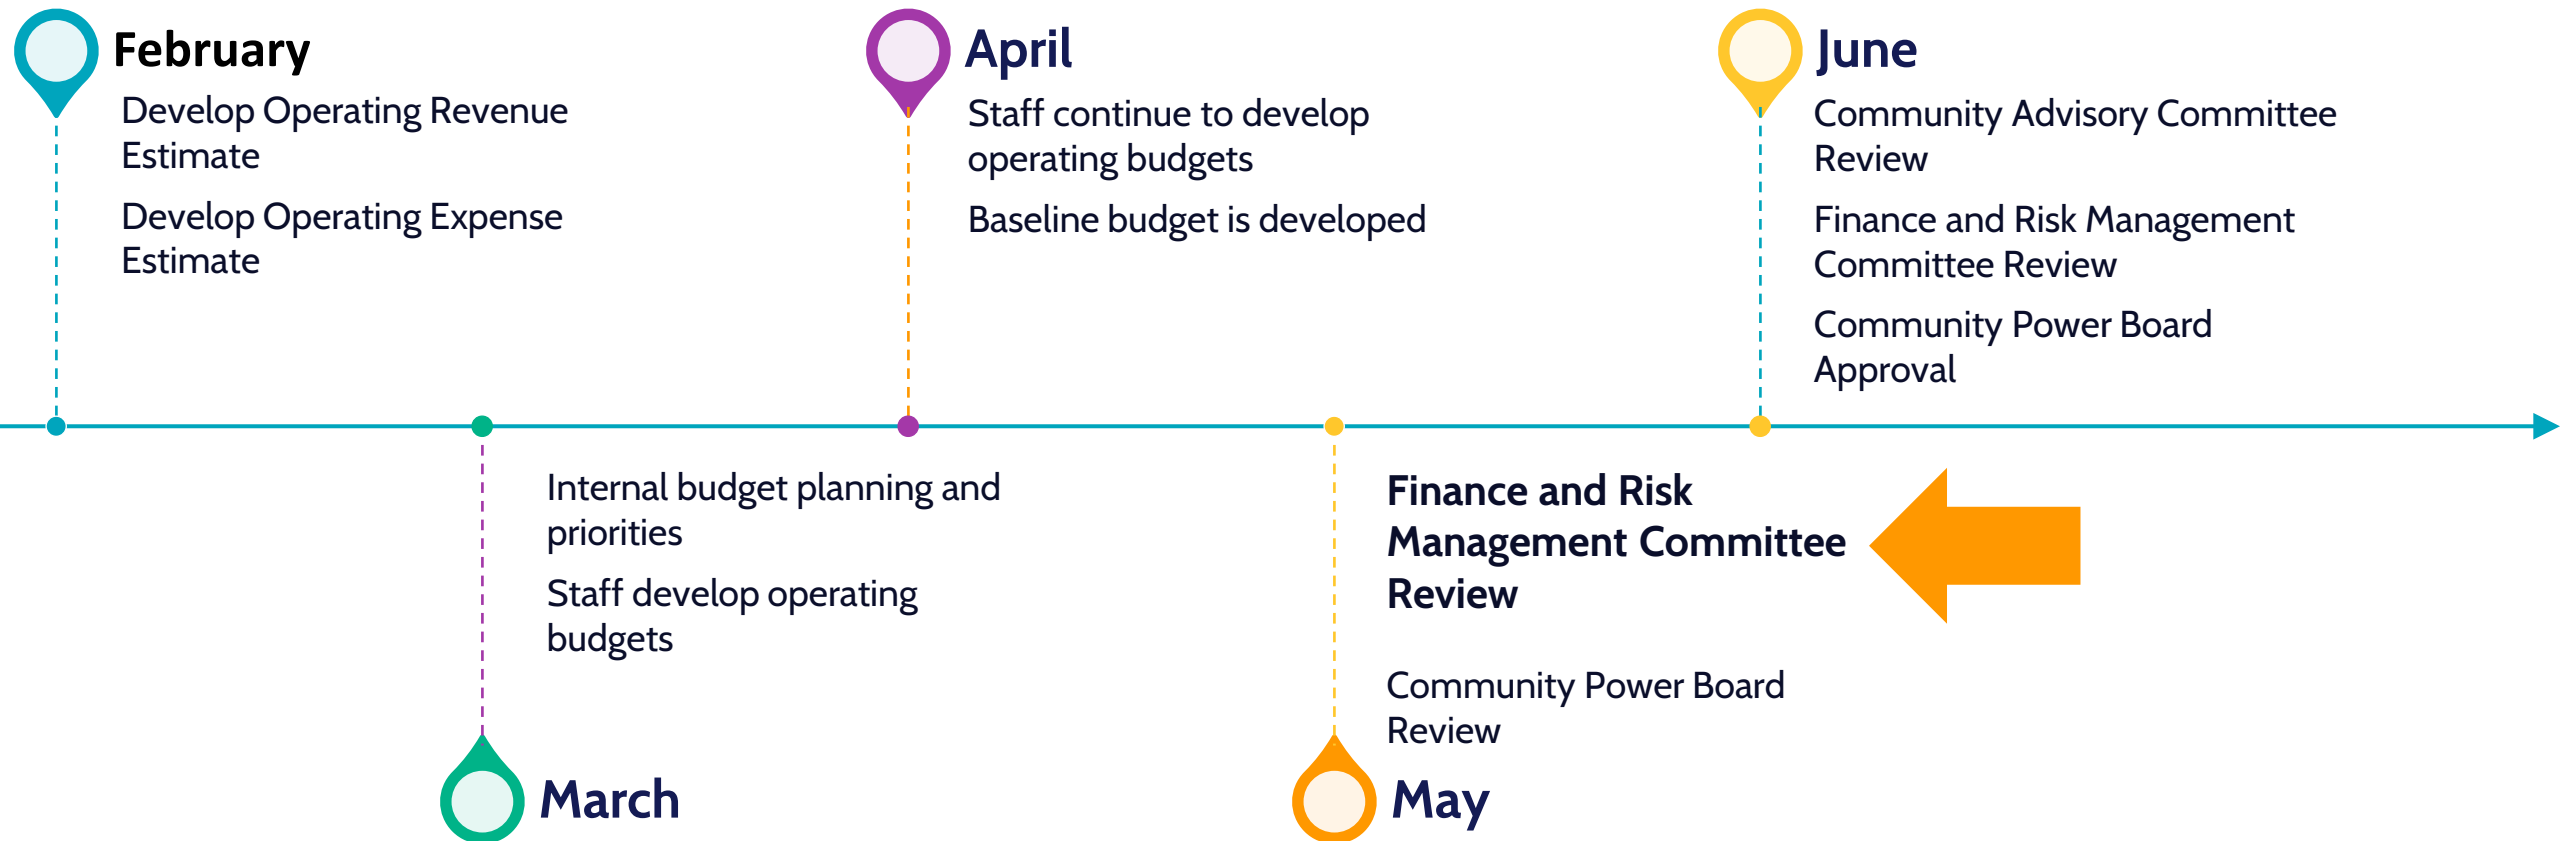 February
Develop Operating Revenue
Estimate
Develop Operating Expense
Estimate
April
Staff continue to develop
operating budgets
Baseline budget is developed
June
Community Advisory Committee
Review
Finance and Risk Management
Committee Review
Community Power Board
Approval
Internal budget planning and
priorities
Staff develop operating
budgets
March
Finance and Risk
Management Committee
Review
Community Power Board
Review
May